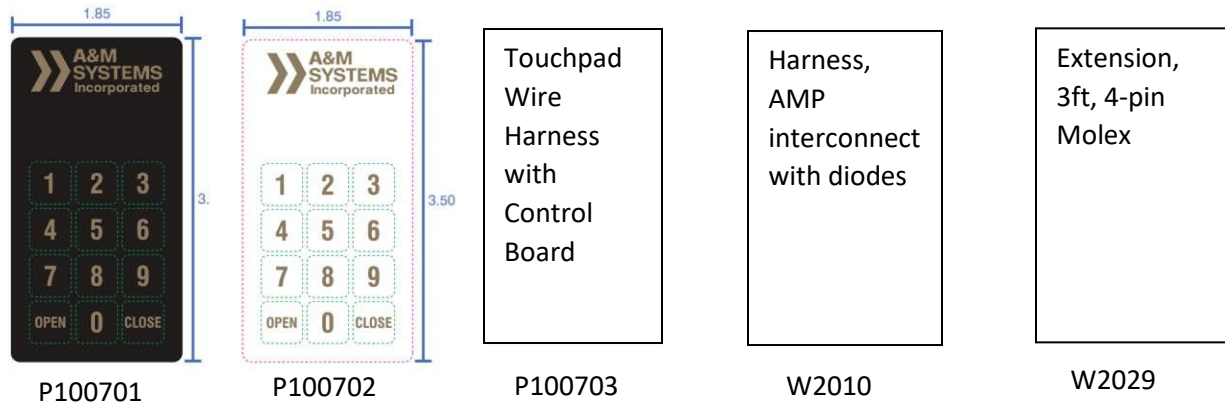 1.85
A&M
SYSTEMS
Incorporated
1 2 3
4 5 6
7 8 9
OPEN 0 CLOSE
3.
P100701
1.85
A&M
SYSTEMS
Incorporated
1 2 3
4 5 6
7 8 9
OPEN 0 CLOSE
3.50
P100702
Touchpad
Wire
Harness
with
Control
Board
P100703
Harness,
AMP
interconnect
with diodes
W2010
Extension,
3ft, 4-pin
Molex
W2029